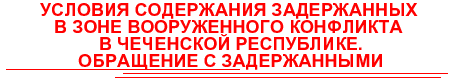 УСЛОВИЯ СОДЕРЖАНИЯ ЗАДЕРЖАННЫХ
В ЗОНЕ ВООРУЖЕННОГО КОНФЛИКТА
В ЧЕЧЕНСКОЙ РЕСПУБЛИКЕ.
ОБРАЩЕНИЕ С ЗАДЕРЖАННЫМИ